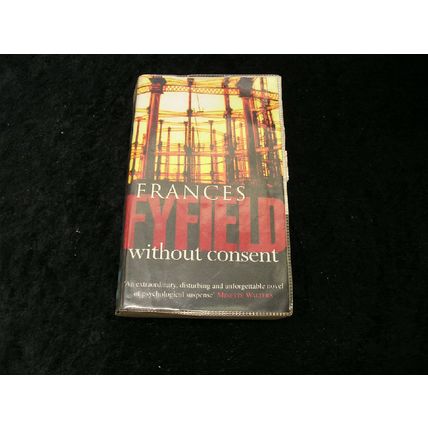 FRANCES
FYFIELD
without consent
'An extraordinary, disturbing and unforgettable novel
of psychological suspense' MINETTE WALTERS